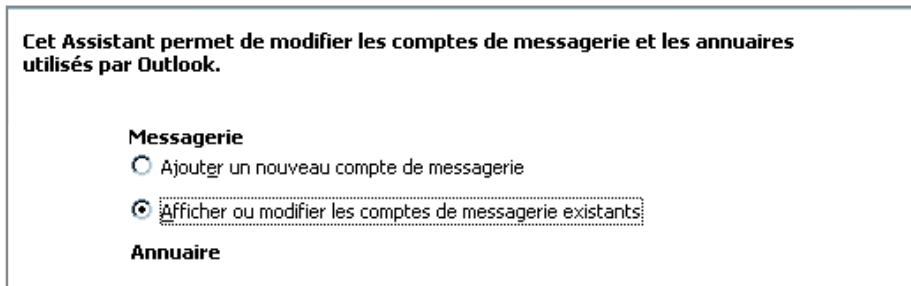 Cet Assistant permet de modifier les comptes de messagerie et les annuaires
utilisés par Outlook.
Messagerie
Ajouter un nouveau compte de messagerie
Afficher ou modifier les comptes de messagerie existants
Annuaire